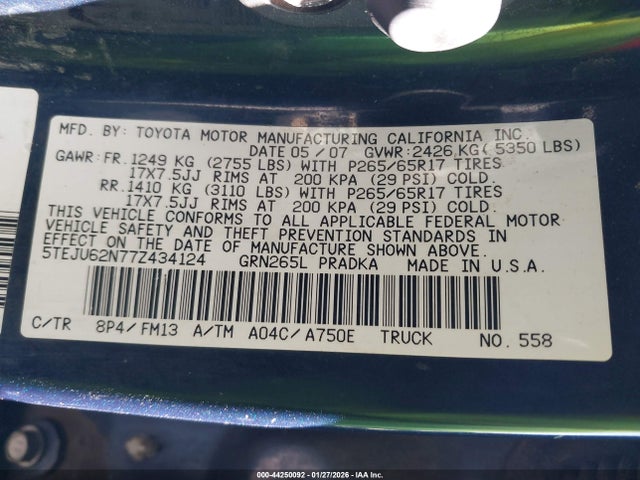 MFD. BY: TOYOTA MOTOR MANUFACTURING CALIFORNIA INC.
DATE 05 / 07 GVWR: 2426 KG ( 5350 LBS)
GAWR: FR. 1249 KG (2755 LBS) WITH P265/65R17 TIRES
17X7.5JJ RIMS AT 200 KPA (29 PSI) COLD.
RR. 1410 KG (3110 LBS) WITH P265/65R17 TIRES
17X7.5JJ RIMS AT 200 KPA (29 PSI) COLD.
THIS VEHICLE CONFORMS TO ALL APPLICABLE FEDERAL MOTOR
VEHICLE SAFETY AND THEFT PREVENTION STANDARDS IN
EFFECT ON THE DATE OF MANUFACTURE SHOWN ABOVE.
5TEJU62N77Z434124 GRN265L PRADKA MADE IN U.S.A.
C/TR 8P4/ FM13 A/TM A04C/ A750E TRUCK NO. 558
© COPART - 44250092 - 01/27/2026 - IAA, Inc.